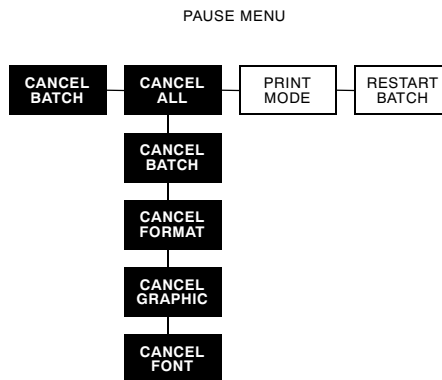 PAUSE MENU
CANCEL
BATCH
CANCEL
ALL
PRINT
MODE
RESTART
BATCH
CANCEL
BATCH
CANCEL
FORMAT
CANCEL
GRAPHIC
CANCEL
FONT